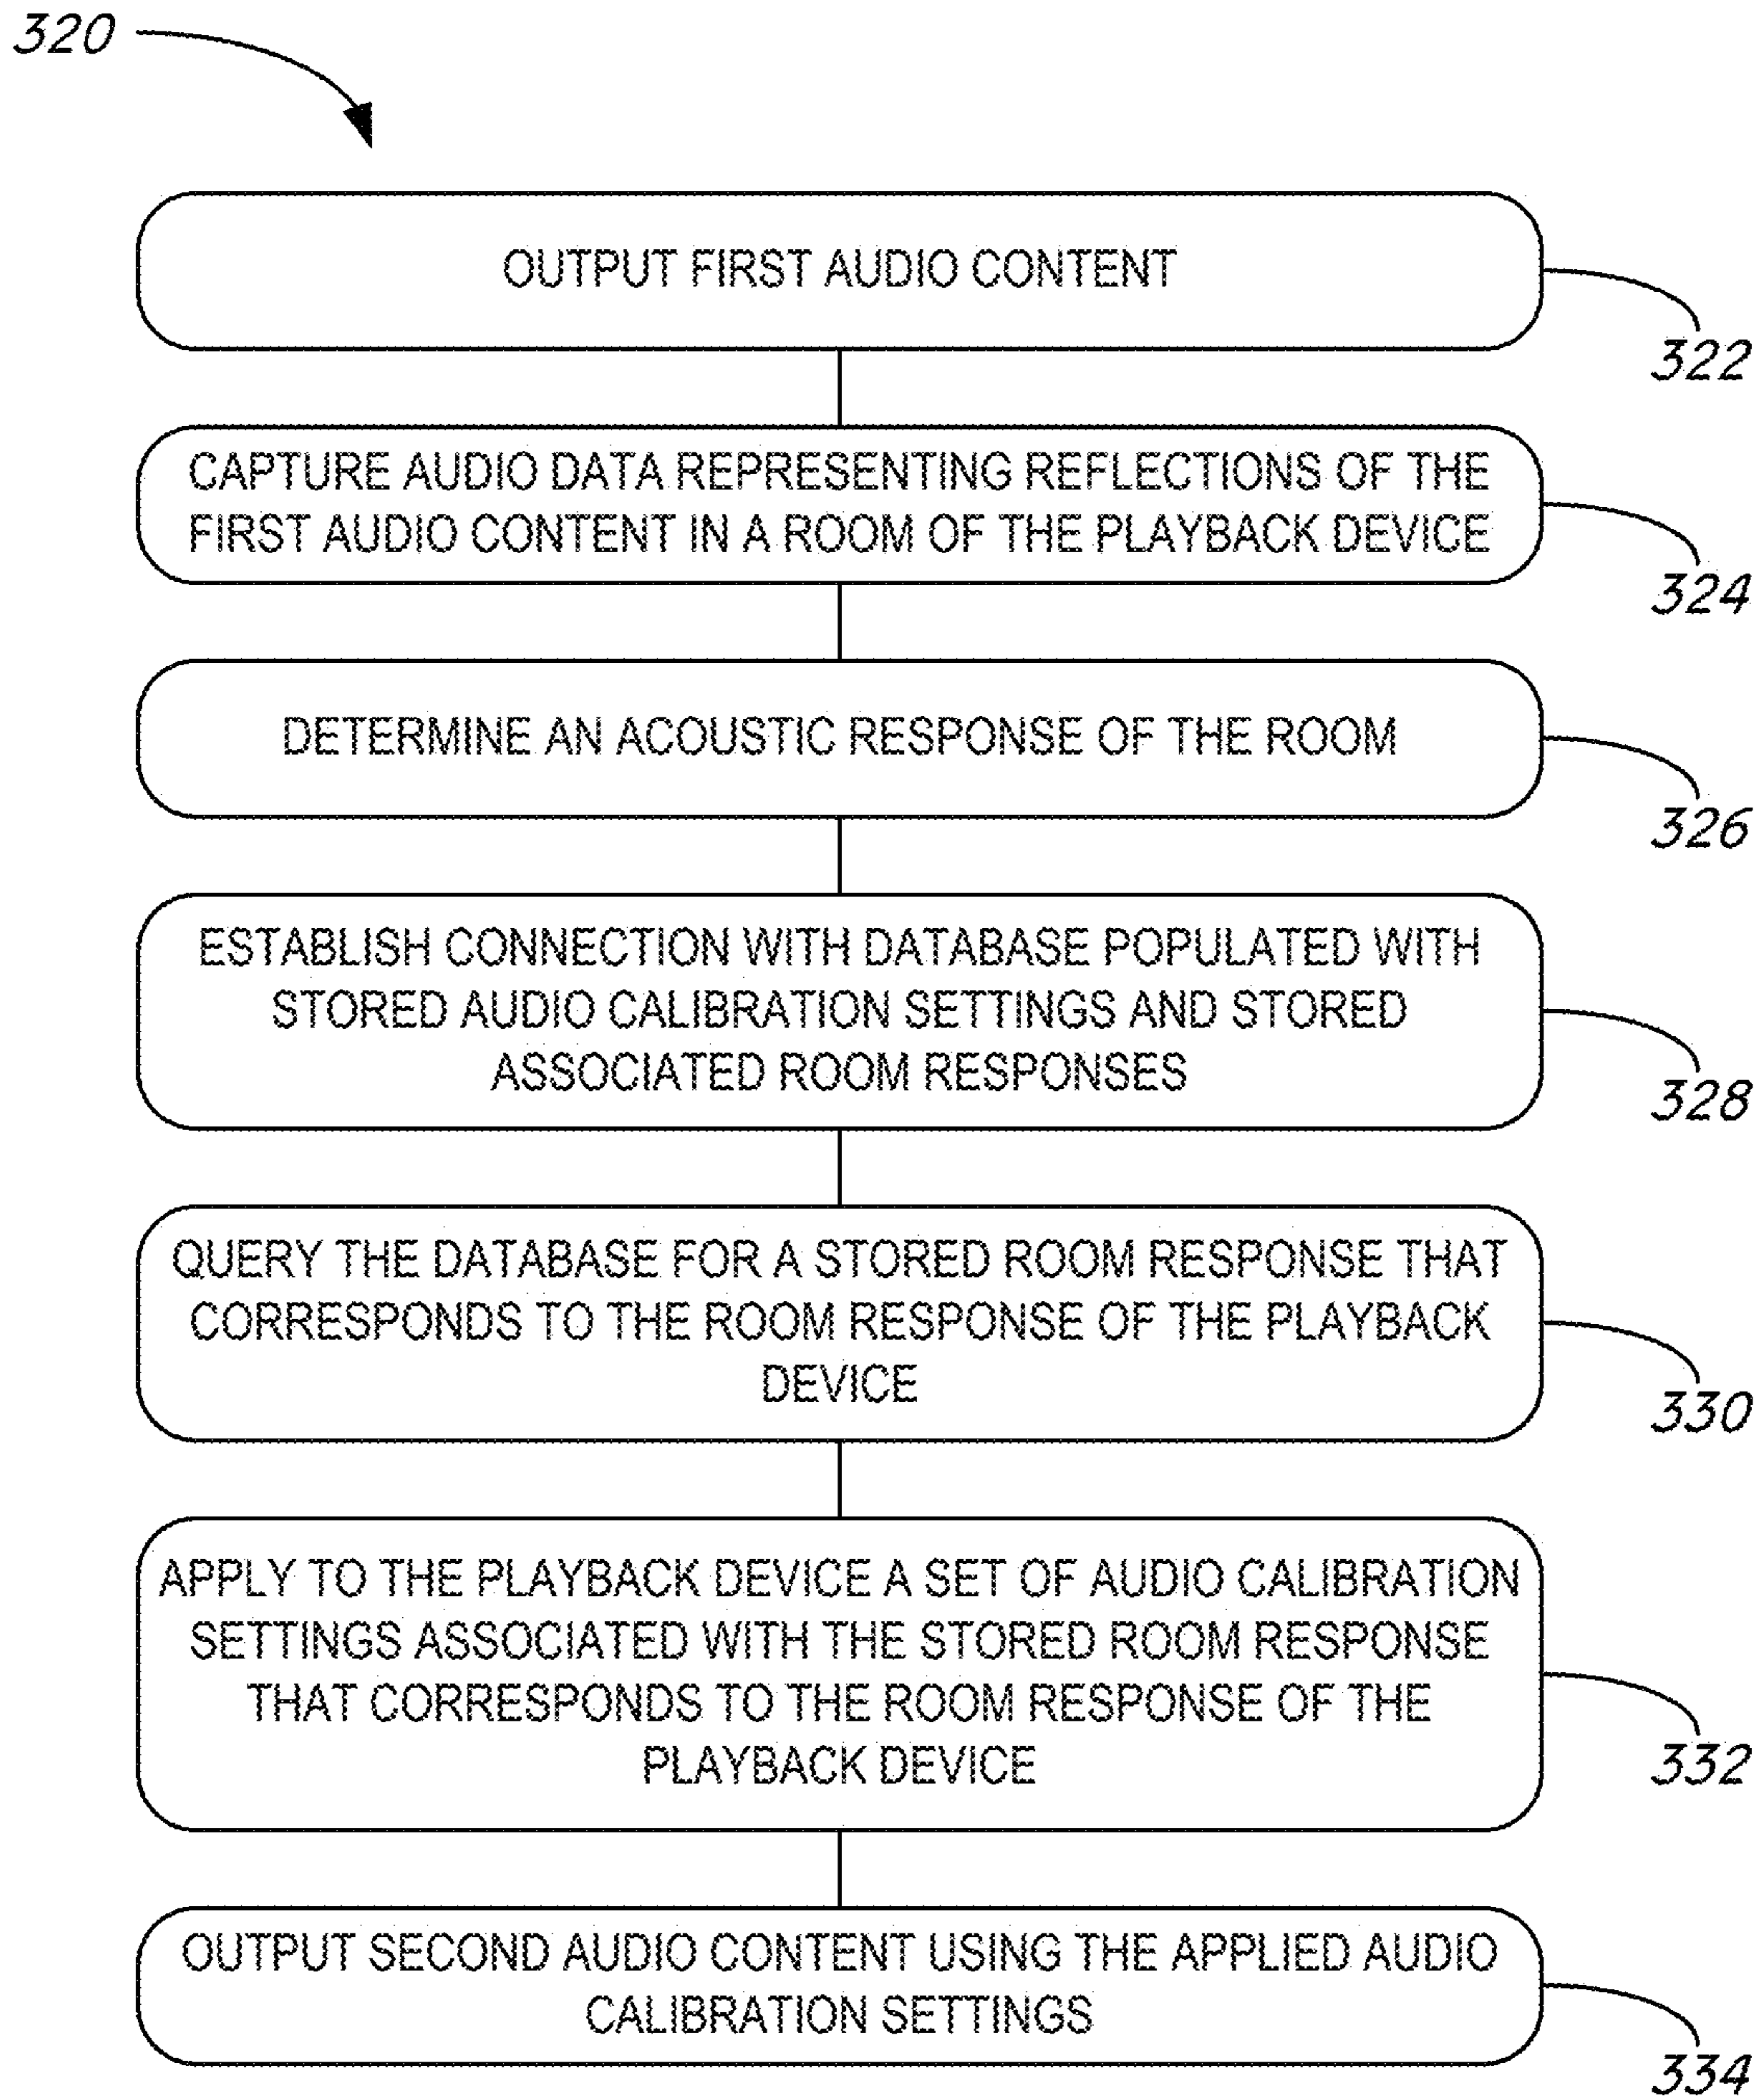 320
OUTPUT FIRST AUDIO CONTENT
322
CAPTURE AUDIO DATA REPRESENTING REFLECTIONS OF THE
FIRST AUDIO CONTENT IN A ROOM OF THE PLAYBACK DEVICE
324
DETERMINE AN ACOUSTIC RESPONSE OF THE ROOM
326
ESTABLISH CONNECTION WITH DATABASE POPULATED WITH
STORED AUDIO CALIBRATION SETTINGS AND STORED
ASSOCIATED ROOM RESPONSES
328
QUERY THE DATABASE FOR A STORED ROOM RESPONSE THAT
CORRESPONDS TO THE ROOM RESPONSE OF THE PLAYBACK
DEVICE
330
APPLY TO THE PLAYBACK DEVICE A SET OF AUDIO CALIBRATION
SETTINGS ASSOCIATED WITH THE STORED ROOM RESPONSE
THAT CORRESPONDS TO THE ROOM RESPONSE OF THE
PLAYBACK DEVICE
332
OUTPUT SECOND AUDIO CONTENT USING THE APPLIED AUDIO
CALIBRATION SETTINGS
334